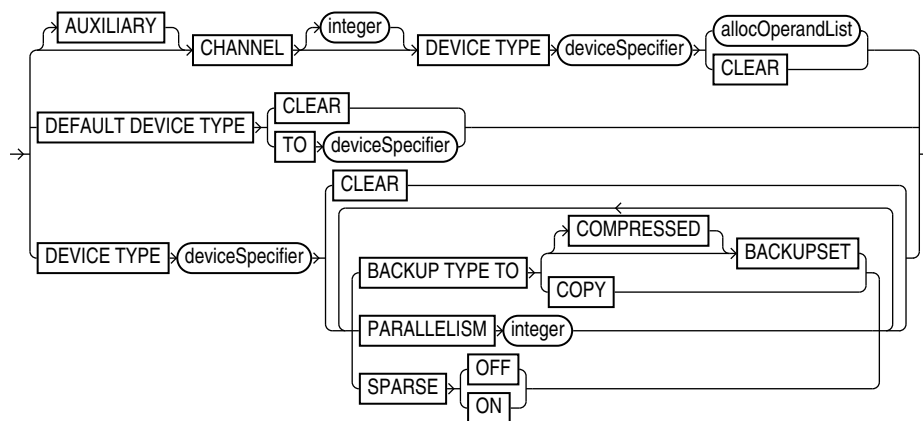 AUXILIARY
integer
allocOperandList
CHANNEL
DEVICE TYPE
deviceSpecifier
CLEAR
CLEAR
DEFAULT DEVICE TYPE
TO
deviceSpecifier
CLEAR
COMPRESSED
DEVICE TYPE
deviceSpecifier
BACKUPSET
BACKUP TYPE TO
COPY
PARALLELISM
integer
OFF
SPARSE
ON